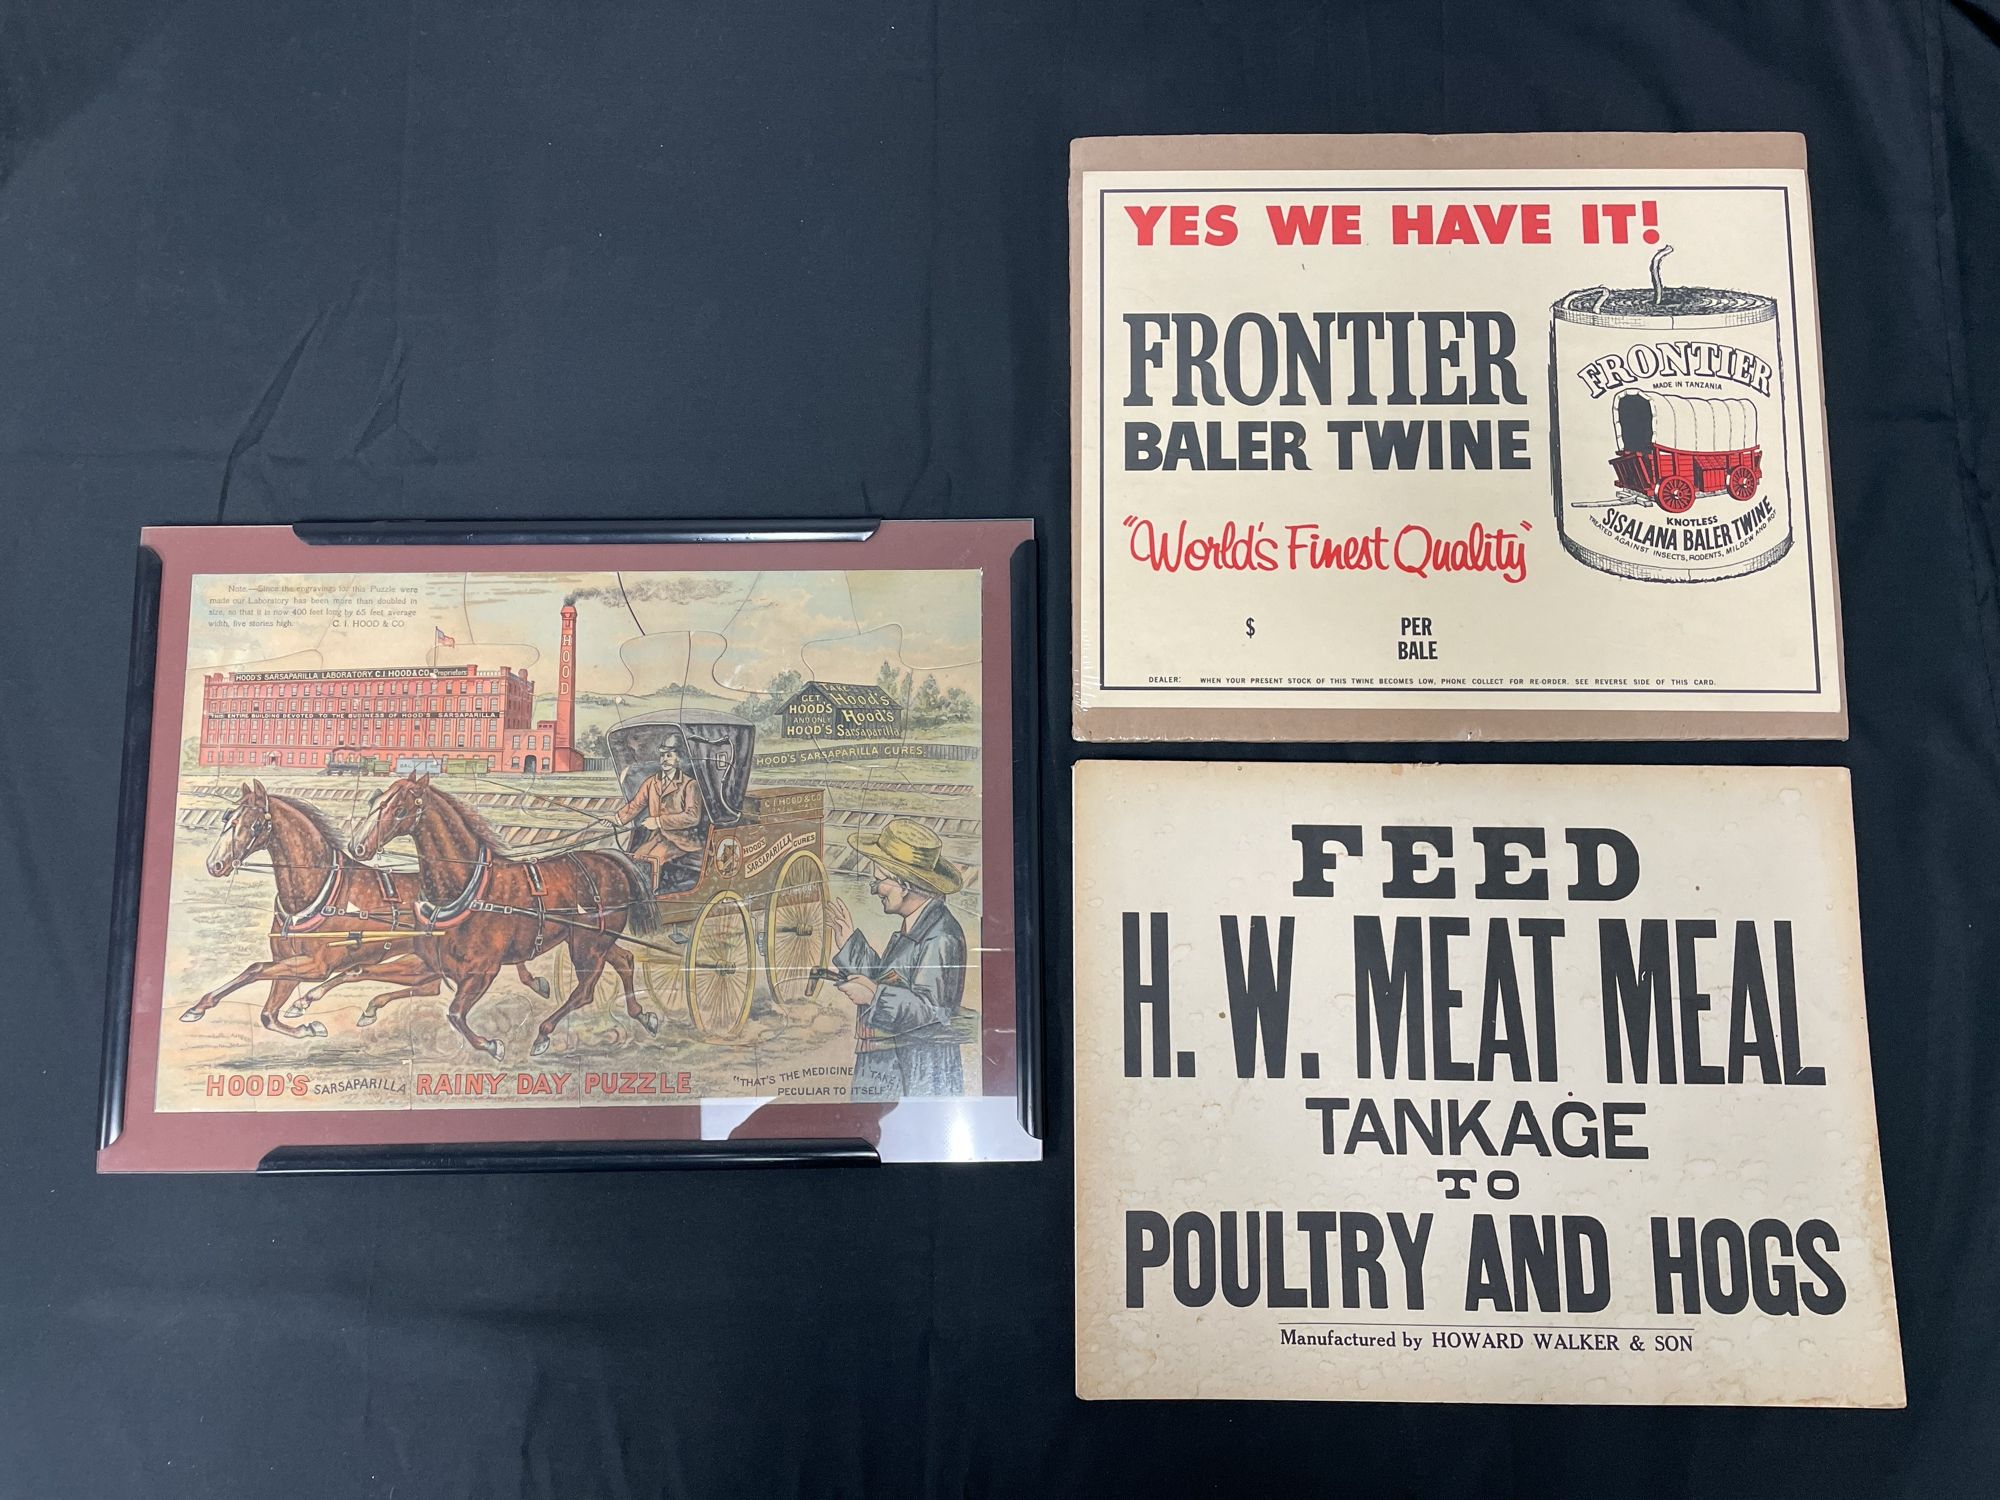 Note.—Since the engravings for this Puzzle were
made our Laboratory has been more than doubled in
size, so that it is now 400 feet long by 65 feet average
width, five stories high. C. I. HOOD & CO.
HOOD'S SARSAPARILLA LABORATORY. C.I. HOOD & CO. Proprietors
THIS ENTIRE BUILDING DEVOTED TO THE BUSINESS OF HOOD'S SARSAPARILLA.
HOOD
TAKE
GET Hood's
HOOD'S
AND ONLY Hood's
HOOD'S Sarsaparilla
HOOD'S SARSAPARILLA CURES.
C.I. HOOD & CO
HOOD'S
SARSAPARILLA
CURES
HOOD'S SARSAPARILLA RAINY DAY PUZZLE
"THAT'S THE MEDICINE I TAKE
PECULIAR TO ITSELF"
YES WE HAVE IT!
FRONTIER
BALER TWINE
"World's Finest Quality"
$ PER
BALE
DEALER: WHEN YOUR PRESENT STOCK OF THIS TWINE BECOMES LOW, PHONE COLLECT FOR RE-ORDER. SEE REVERSE SIDE OF THIS CARD.
FRONTIER
MADE IN TANZANIA
KNOTLESS
SISALANA BALER TWINE
TREATED AGAINST INSECTS, RODENTS, MILDEW AND ROT
FEED
H. W. MEAT MEAL
TANKAGE
TO
POULTRY AND HOGS
Manufactured by HOWARD WALKER & SON